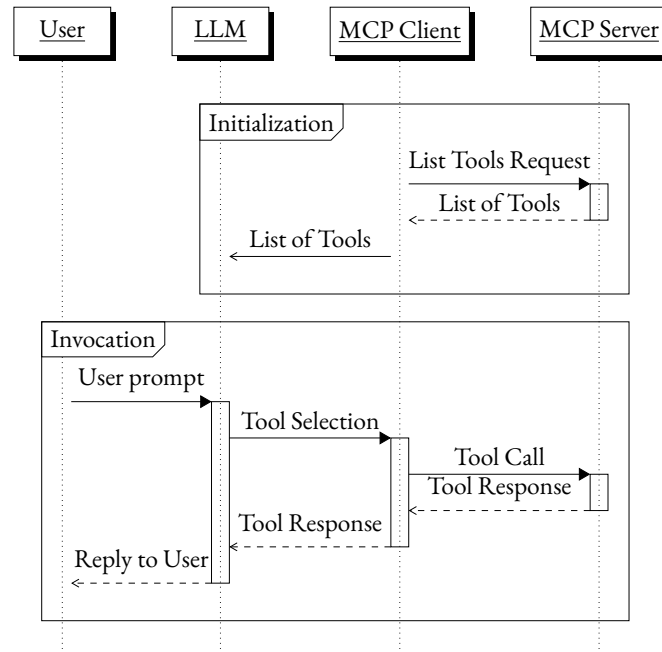 User
LLM
MCP Client
MCP Server
Initialization
List Tools Request
List of Tools
List of Tools
Invocation
User prompt
Tool Selection
Tool Call
Tool Response
Tool Response
Reply to User